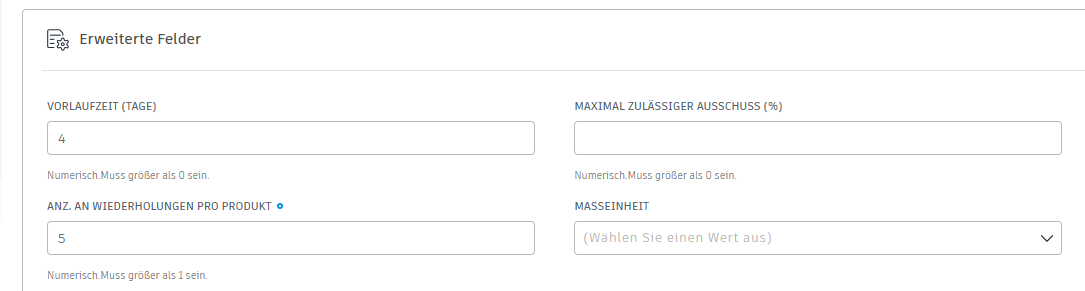 Erweiterte Felder
VORLAUFZEIT (TAGE)
4
Numerisch.Muss größer als 0 sein.
MAXIMAL ZULÄSSIGER AUSSCHUSS (%)
Numerisch.Muss größer als 0 sein.
ANZ. AN WIEDERHOLUNGEN PRO PRODUKT
5
Numerisch.Muss größer als 1 sein.
MASSEINHEIT
(Wählen Sie einen Wert aus)